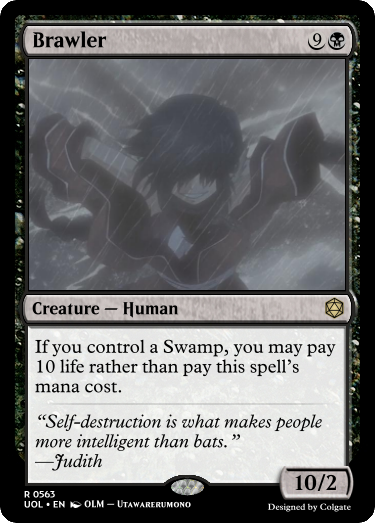 Brawler 9
Creature — Human
If you control a Swamp, you may pay
10 life rather than pay this spell's
mana cost.
“Self-destruction is what makes people
more intelligent than bats.”
—Judith
10/2
R 0563
UOL • EN OLM – Utawarerumono
Designed by Colgate